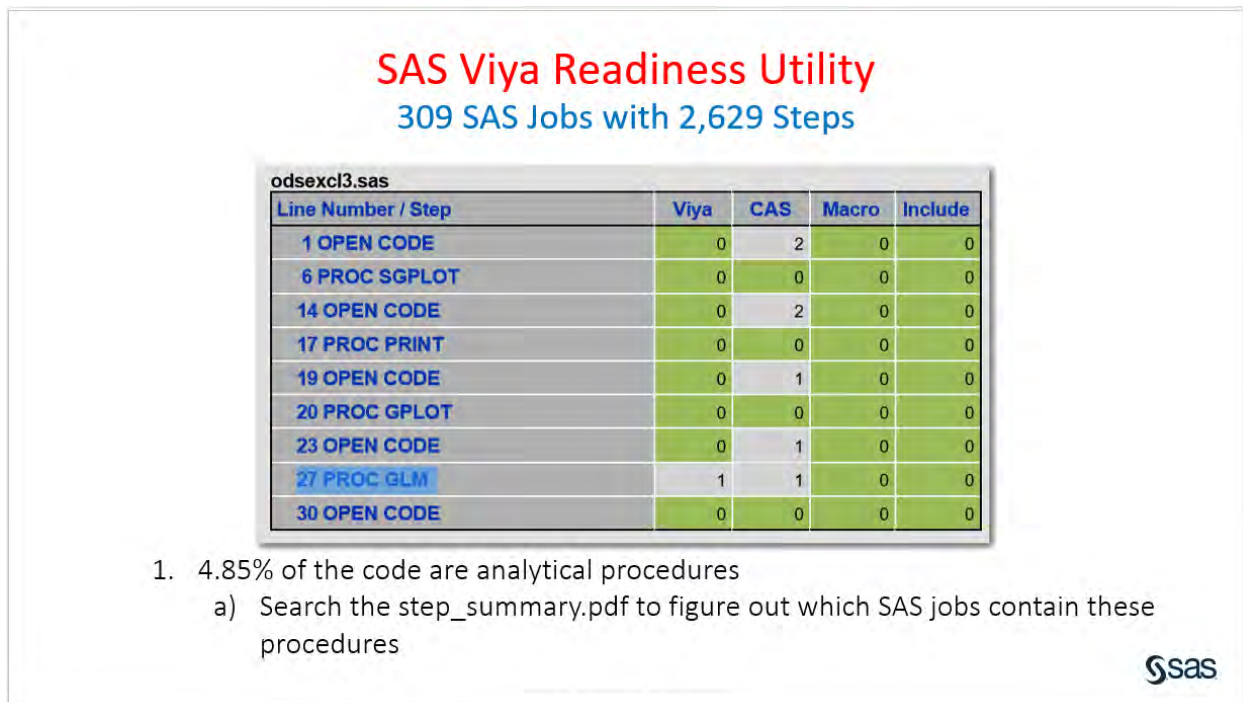 SAS Viya Readiness Utility
309 SAS Jobs with 2,629 Steps
odsexcl3.sas
Line Number / Step Viya CAS Macro Include
1 OPEN CODE 0 2 0 0
6 PROC SGPLOT 0 0 0 0
14 OPEN CODE 0 2 0 0
17 PROC PRINT 0 0 0 0
19 OPEN CODE 0 1 0 0
20 PROC GPLOT 0 0 0 0
23 OPEN CODE 0 1 0 0
27 PROC GLM 1 1 0 0
30 OPEN CODE 0 0 0 0
1. 4.85% of the code are analytical procedures
a) Search the step_summary.pdf to figure out which SAS jobs contain these
procedures
sas